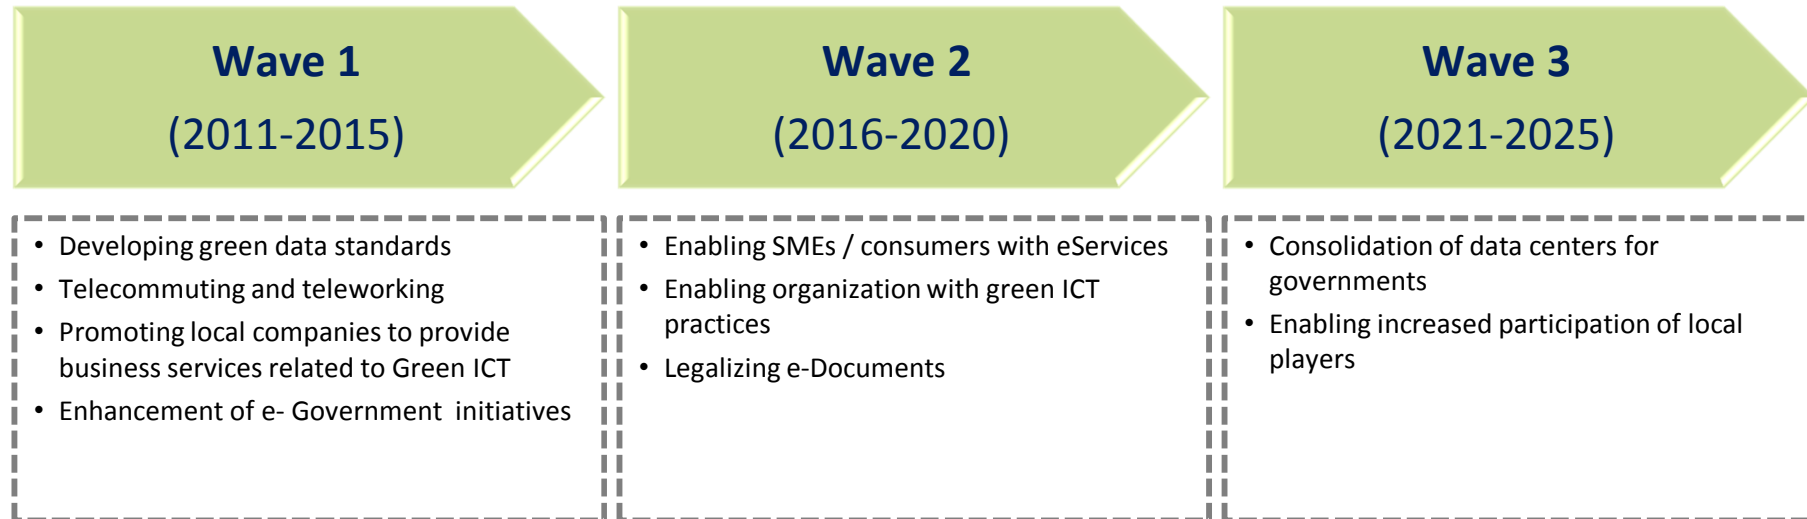 Wave 1
(2011-2015)
• Developing green data standards
• Telecommuting and teleworking
• Promoting local companies to provide
business services related to Green ICT
• Enhancement of e- Government  initiatives
Wave 2
(2016-2020)
• Enabling SMEs / consumers with eServices
• Enabling organization with green ICT
practices
• Legalizing e-Documents
Wave 3
(2021-2025)
• Consolidation of data centers for
governments
• Enabling increased participation of local
players